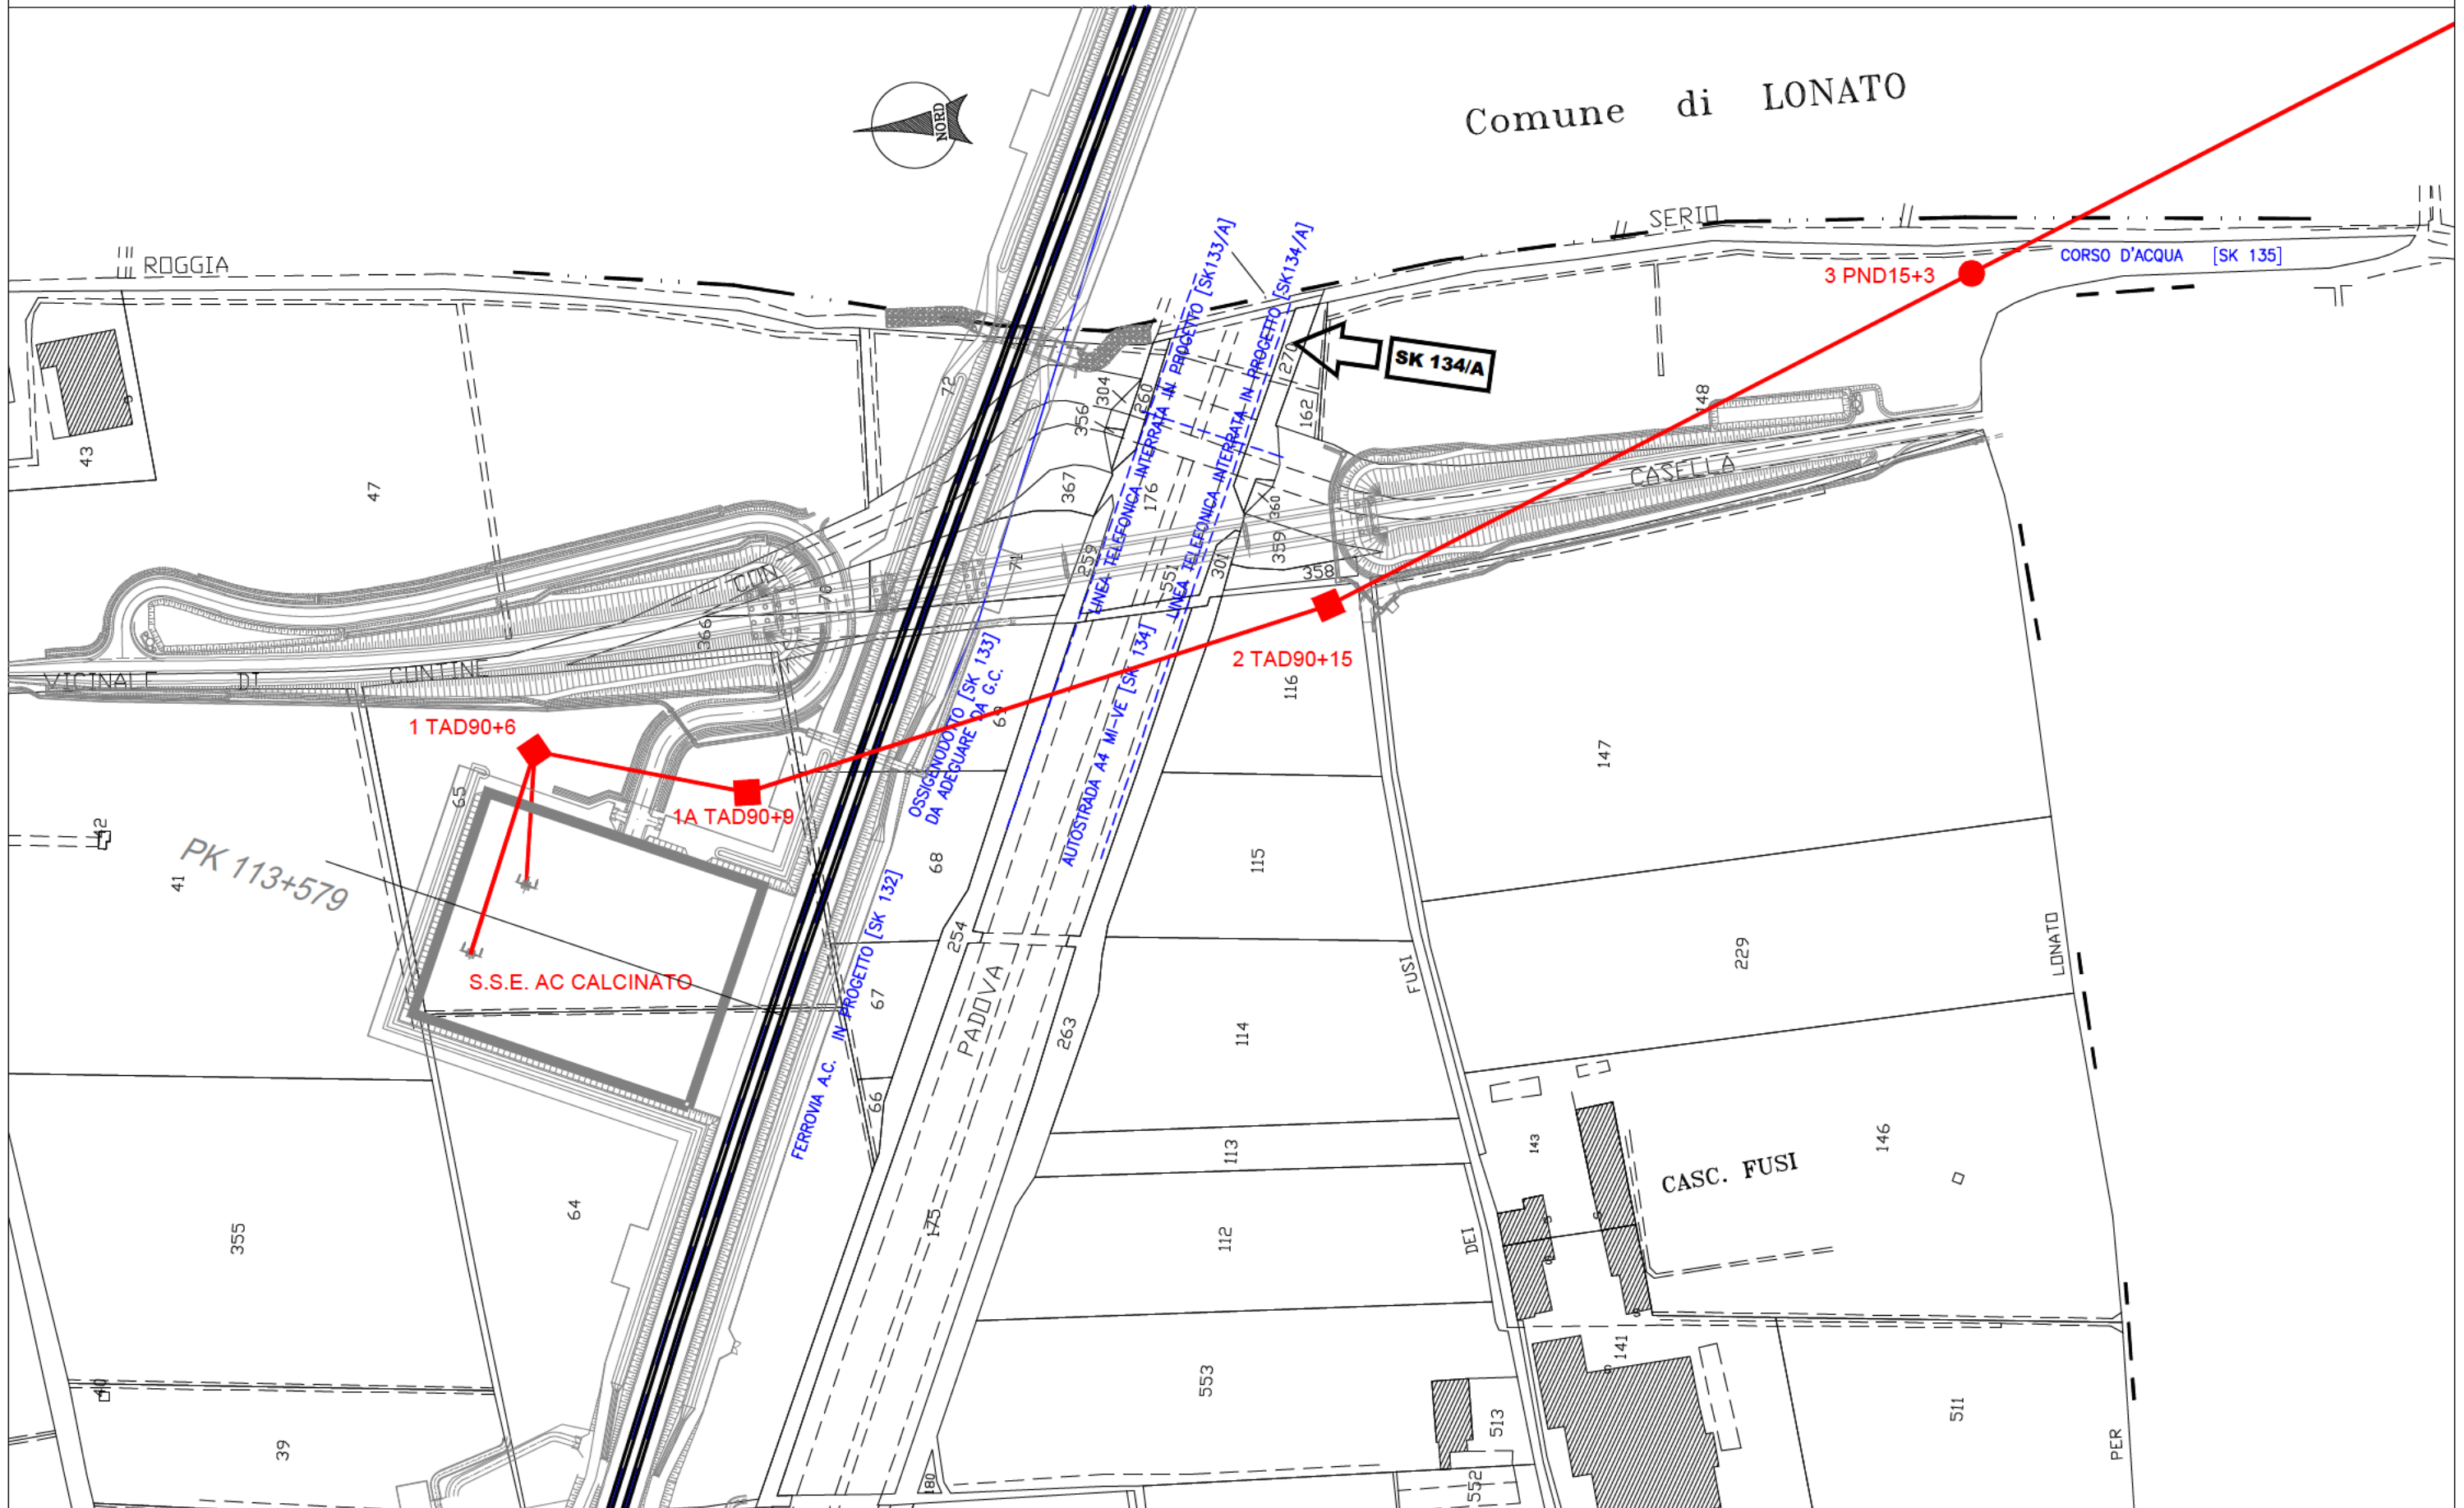 Comune di LONATO
NORD
ROGGIA
SERIO
CORSO D'ACQUA [SK 135]
3 PND15+3
LINEA TELEFONICA INTERRATA IN PROGETTO [SK133/A]
LINEA TELEFONICA INTERRATA IN PROGETTO [SK134/A]
SK 134/A
270
162
148
304
260
356
72
43
47
367
176
360
359
301
358
259
551
71
CASELLA
CON
70
366
VICINALE DI CONTINE
1 TAD90+6
1A TAD90+9
2 TAD90+15
116
OSSIGENODOTTO [SK 133]
DA ADEGUARE DA G.C.
69
AUTOSTRADA A4 MI-VE [SK 134]
147
65
42
41
PK 113+579
68
115
S.S.E. AC CALCINATO
FERROVIA A.C. IN PROGETTO [SK 132]
254
67
PADOVA
263
114
FUSI
229
LONATO
66
113
143
146
CASC. FUSI
64
355
175
112
DEI
141
40
39
553
513
511
PER
180
552